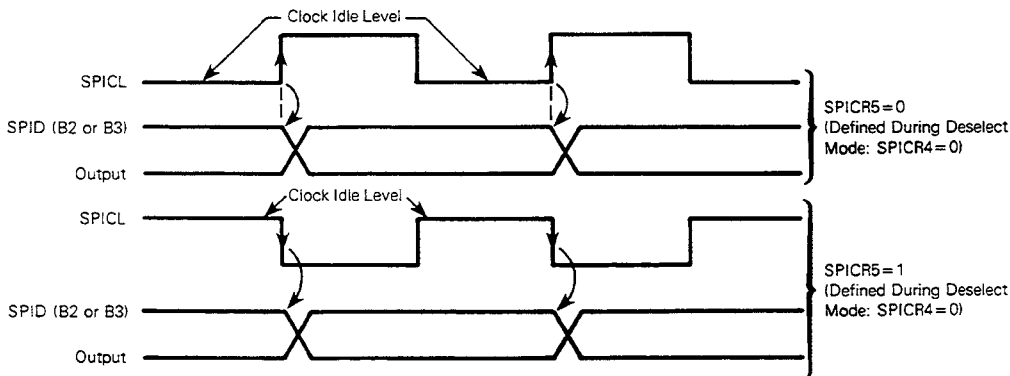 Clock Idle Level
SPICL
SPID (B2 or B3)
Output
SPICR5=0
(Defined During Deselect
Mode: SPICR4=0)
Clock Idle Level
SPICL
SPID (B2 or B3)
Output
SPICR5=1
(Defined During Deselect
Mode: SPICR4=0)